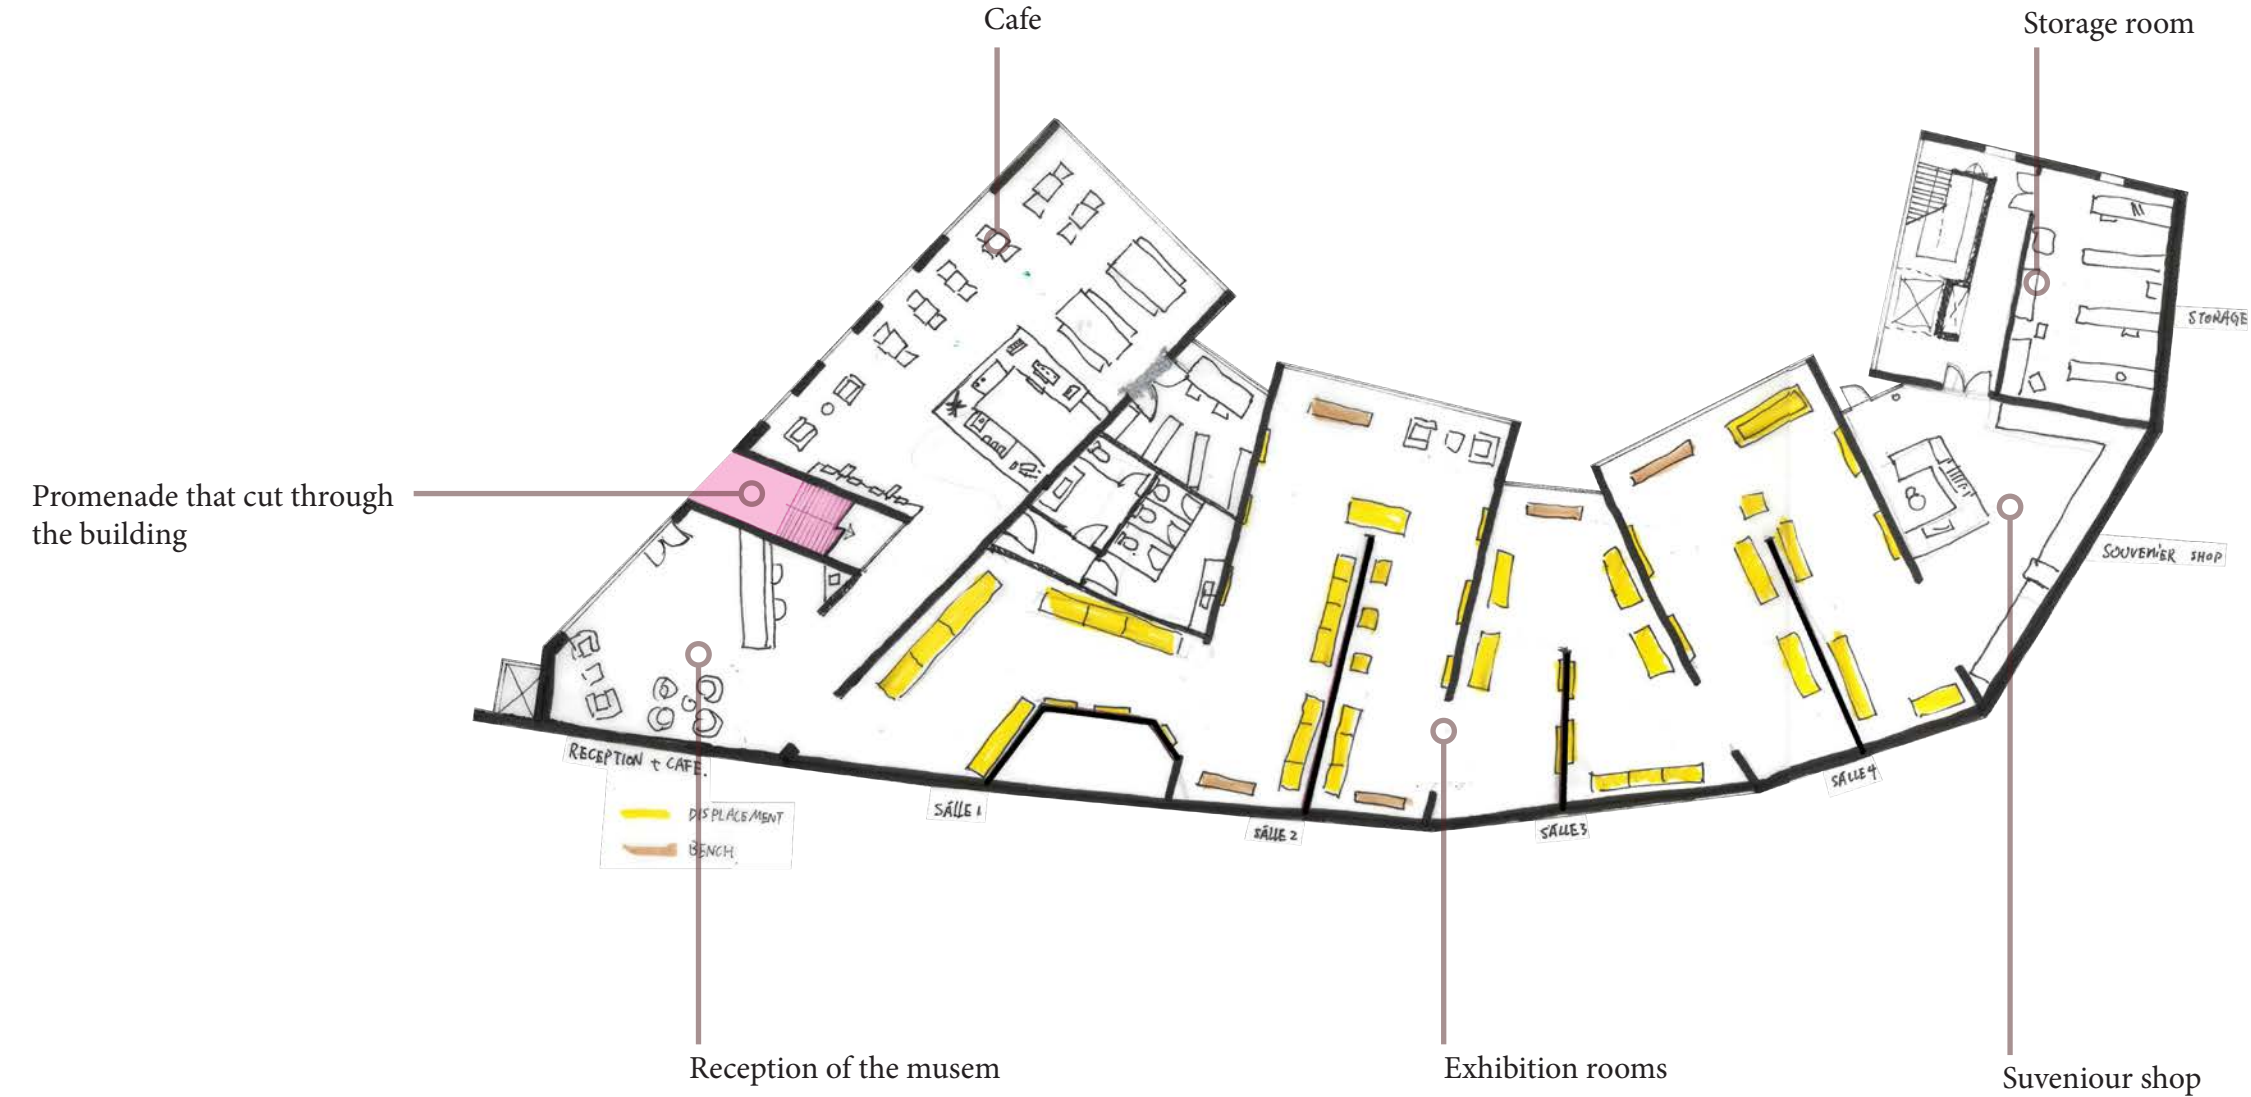 Cafe
Storage room
STORAGE
Promenade that cut through
the building
SOUVENIER SHOP
RECEPTION + CAFE.
SALLE 1
SALLE 2
SALLE 3
SALLE 4
DISPLACEMENT
BENCH
Reception of the musem
Exhibition rooms
Suveniour shop